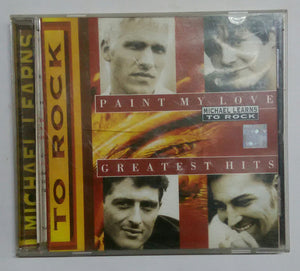 MICHAEL LEARNS
TO ROCK
PAINT MY LOVE
MICHAEL LEARNS
TO ROCK
GREATEST HITS